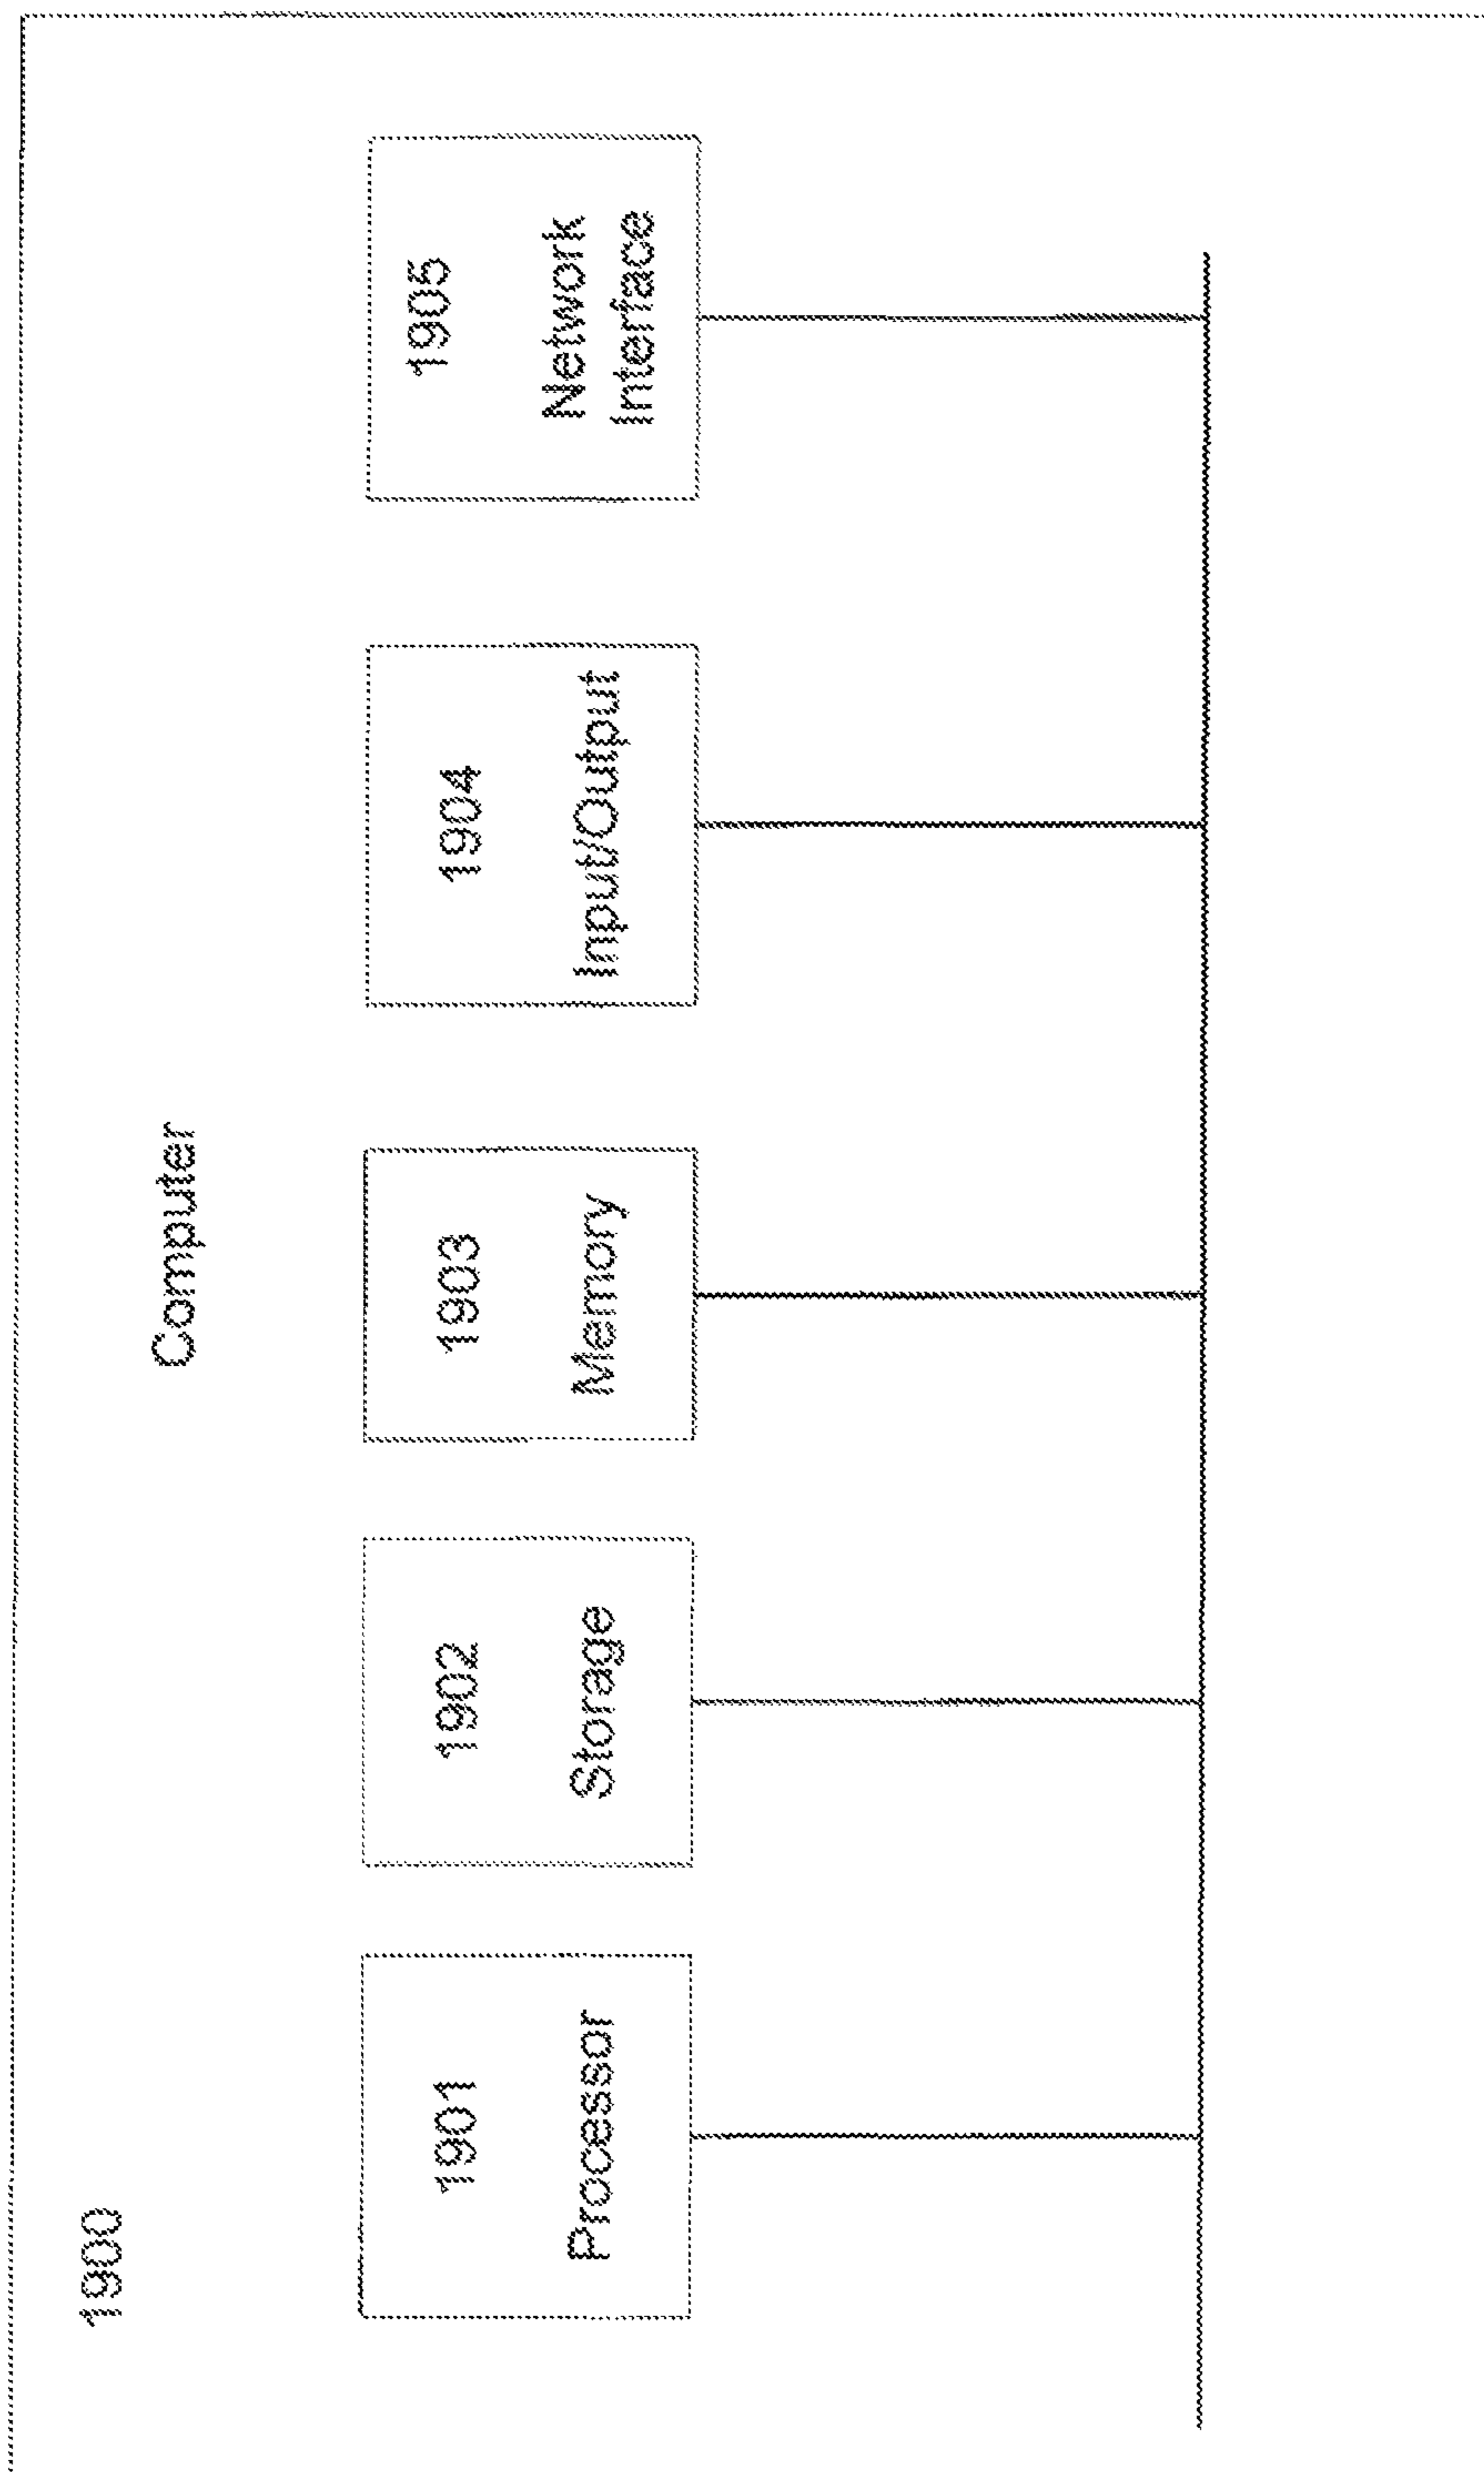 1900
Computer
1901
Processor
1902
Storage
1903
Memory
1904
Input/Output
1905
Network
Interface